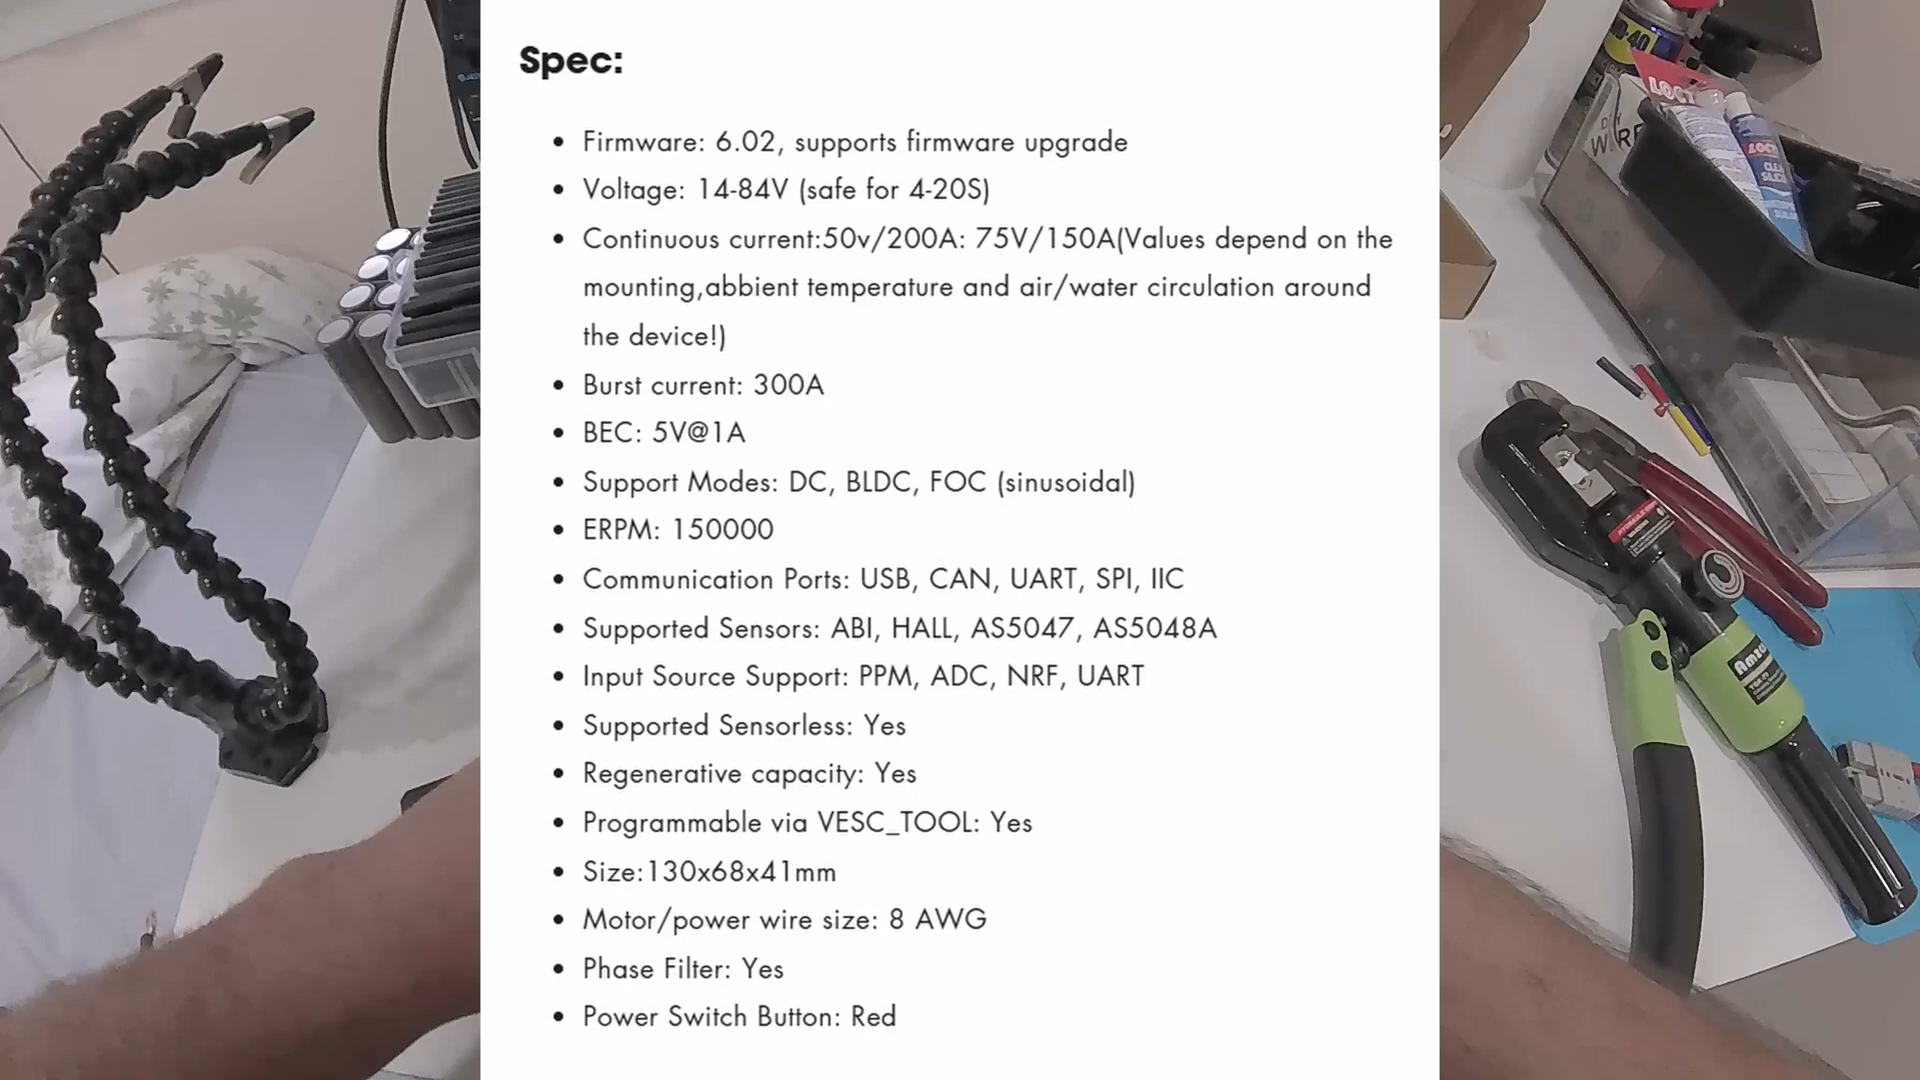 Spec:
Firmware: 6.02, supports firmware upgrade
Voltage: 14-84V (safe for 4-20S)
Continuous current:50v/200A: 75V/150A(Values depend on the
mounting,abbient temperature and air/water circulation around
the device!)
Burst current: 300A
BEC: 5V@1A
Support Modes: DC, BLDC, FOC (sinusoidal)
ERPM: 150000
Communication Ports: USB, CAN, UART, SPI, IIC
Supported Sensors: ABI, HALL, AS5047, AS5048A
Input Source Support: PPM, ADC, NRF, UART
Supported Sensorless: Yes
Regenerative capacity: Yes
Programmable via VESC_TOOL: Yes
Size:130x68x41mm
Motor/power wire size: 8 AWG
Phase Filter: Yes
Power Switch Button: Red
-40
LOCT